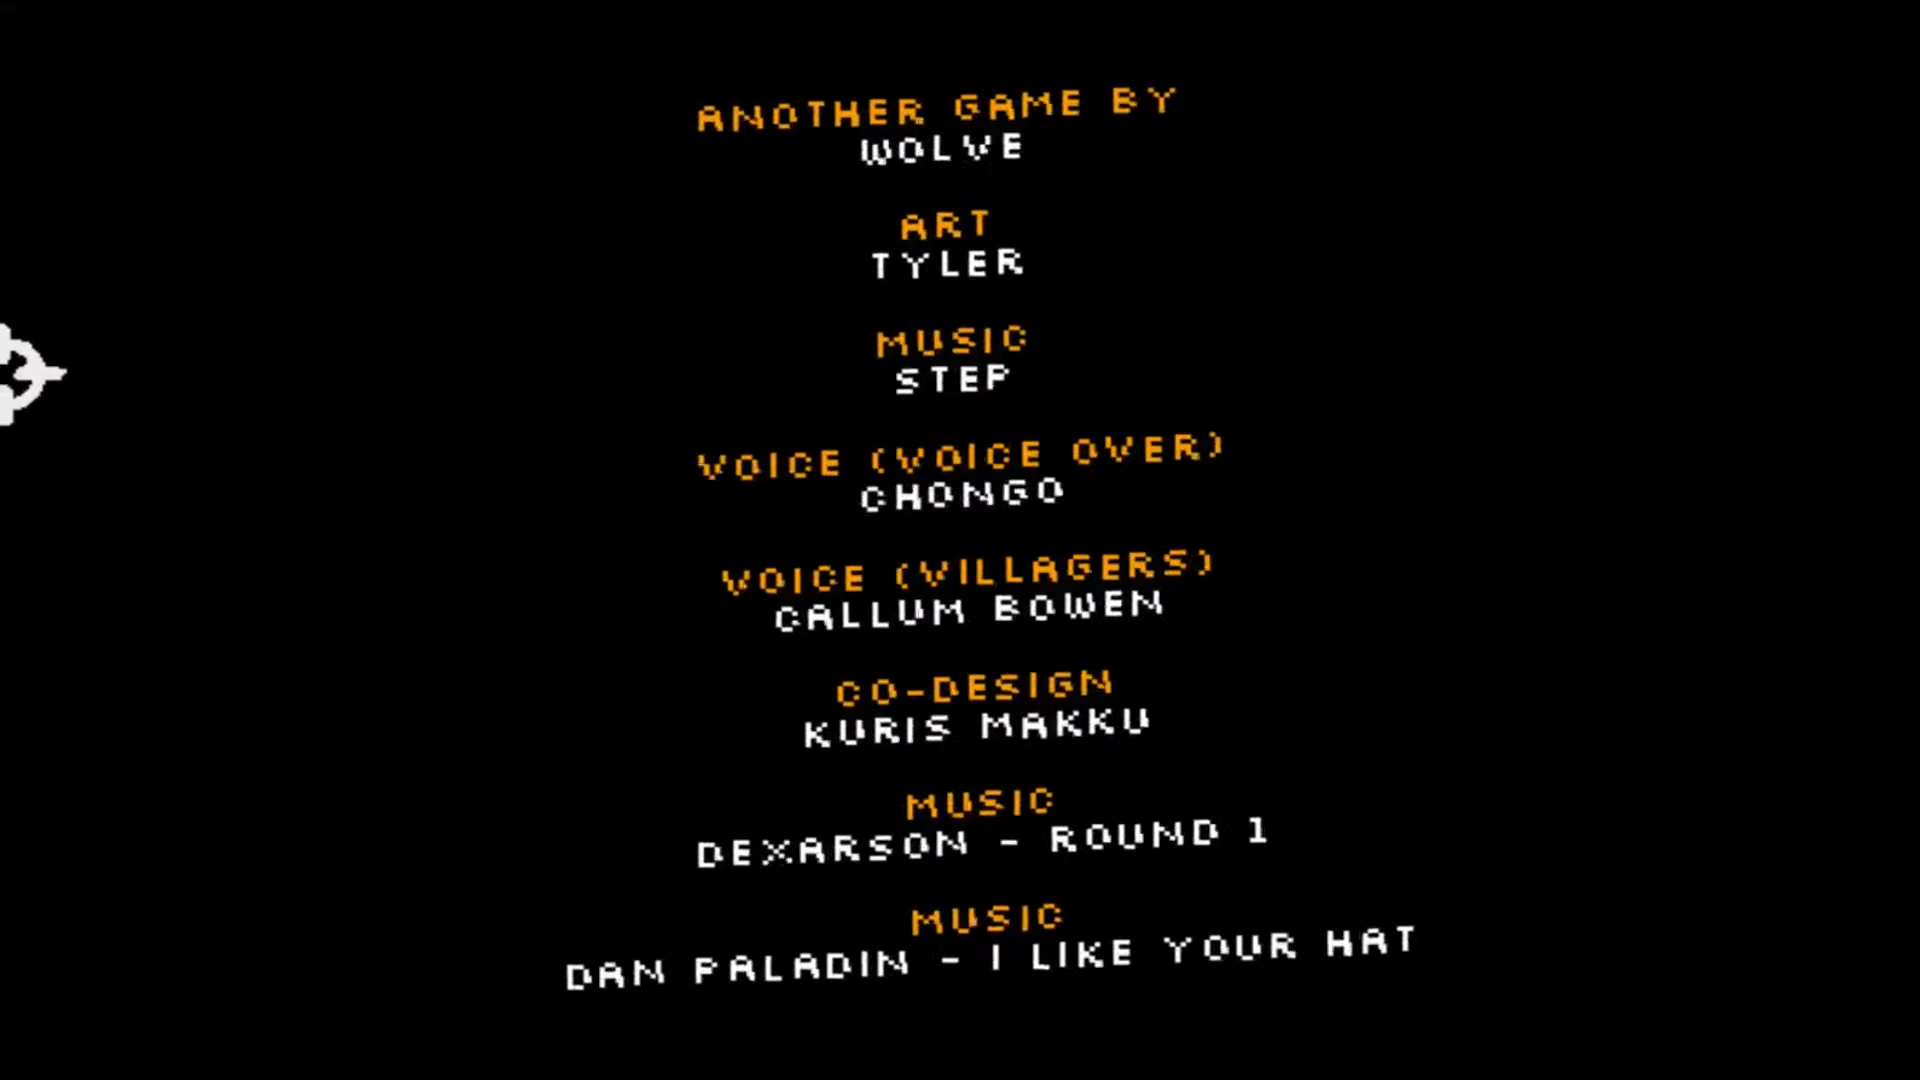 ANOTHER GAME BY
WOLVE
ART
TYLER
MUSIC
STEP
VOICE (VOICE OVER)
CHONGO
VOICE (VILLAGERS)
CALLUM BOWEN
CO-DESIGN
KURIS MAKKU
MUSIC
DEXARSON - ROUND 1
MUSIC
DAN PALADIN - I LIKE YOUR HAT